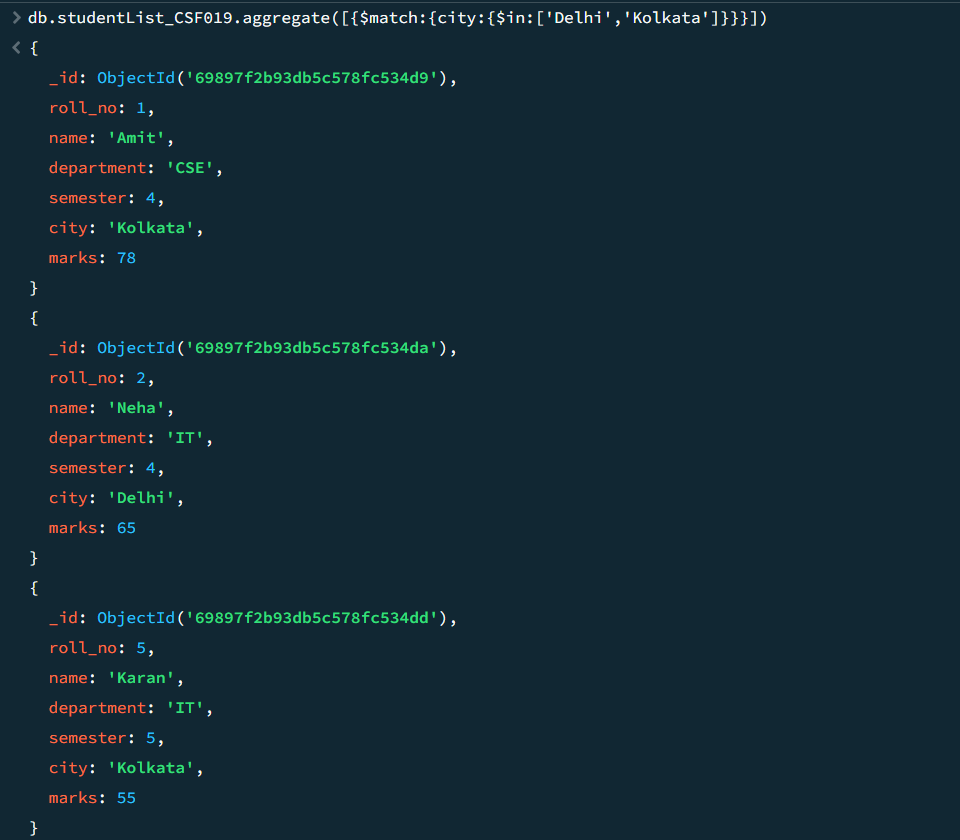 > db.studentList_CSF019.aggregate([{$match:{city:{$in:['Delhi','Kolkata']}}}])
< {
_id: ObjectId('69897f2b93db5c578fc534d9'),
roll_no: 1,
name: 'Amit',
department: 'CSE',
semester: 4,
city: 'Kolkata',
marks: 78
}
{
_id: ObjectId('69897f2b93db5c578fc534da'),
roll_no: 2,
name: 'Neha',
department: 'IT',
semester: 4,
city: 'Delhi',
marks: 65
}
{
_id: ObjectId('69897f2b93db5c578fc534dd'),
roll_no: 5,
name: 'Karan',
department: 'IT',
semester: 5,
city: 'Kolkata',
marks: 55
}